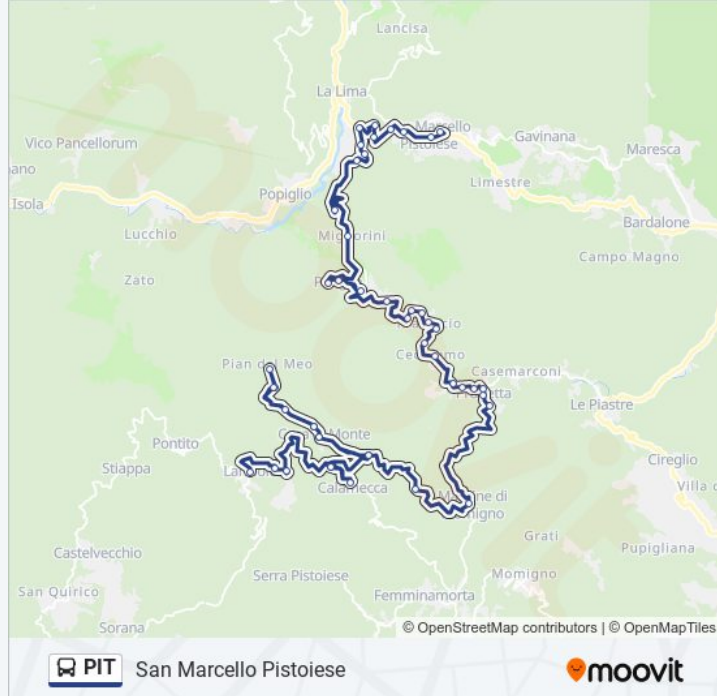 Lancisa
La Lima
Marcello
Pistoiese
Gavinana
Maresca
Vico Pancellorum
Limestre
Popiglio
Isola
Bardalone
Lucchio
Campo Magno
Zato
Pian del Meo
Casemarconi
Le Piastre
Monte
Pontito
Stiappa
Cireglio
Calamecca
Grati
Pupigliana
Castelvecchio
Momigno
Serra Pistoiese
San Quirico
Femminamorta
Sorana
© OpenStreetMap contributors | © OpenMapTiles
PIT San Marcello Pistoiese
moovit